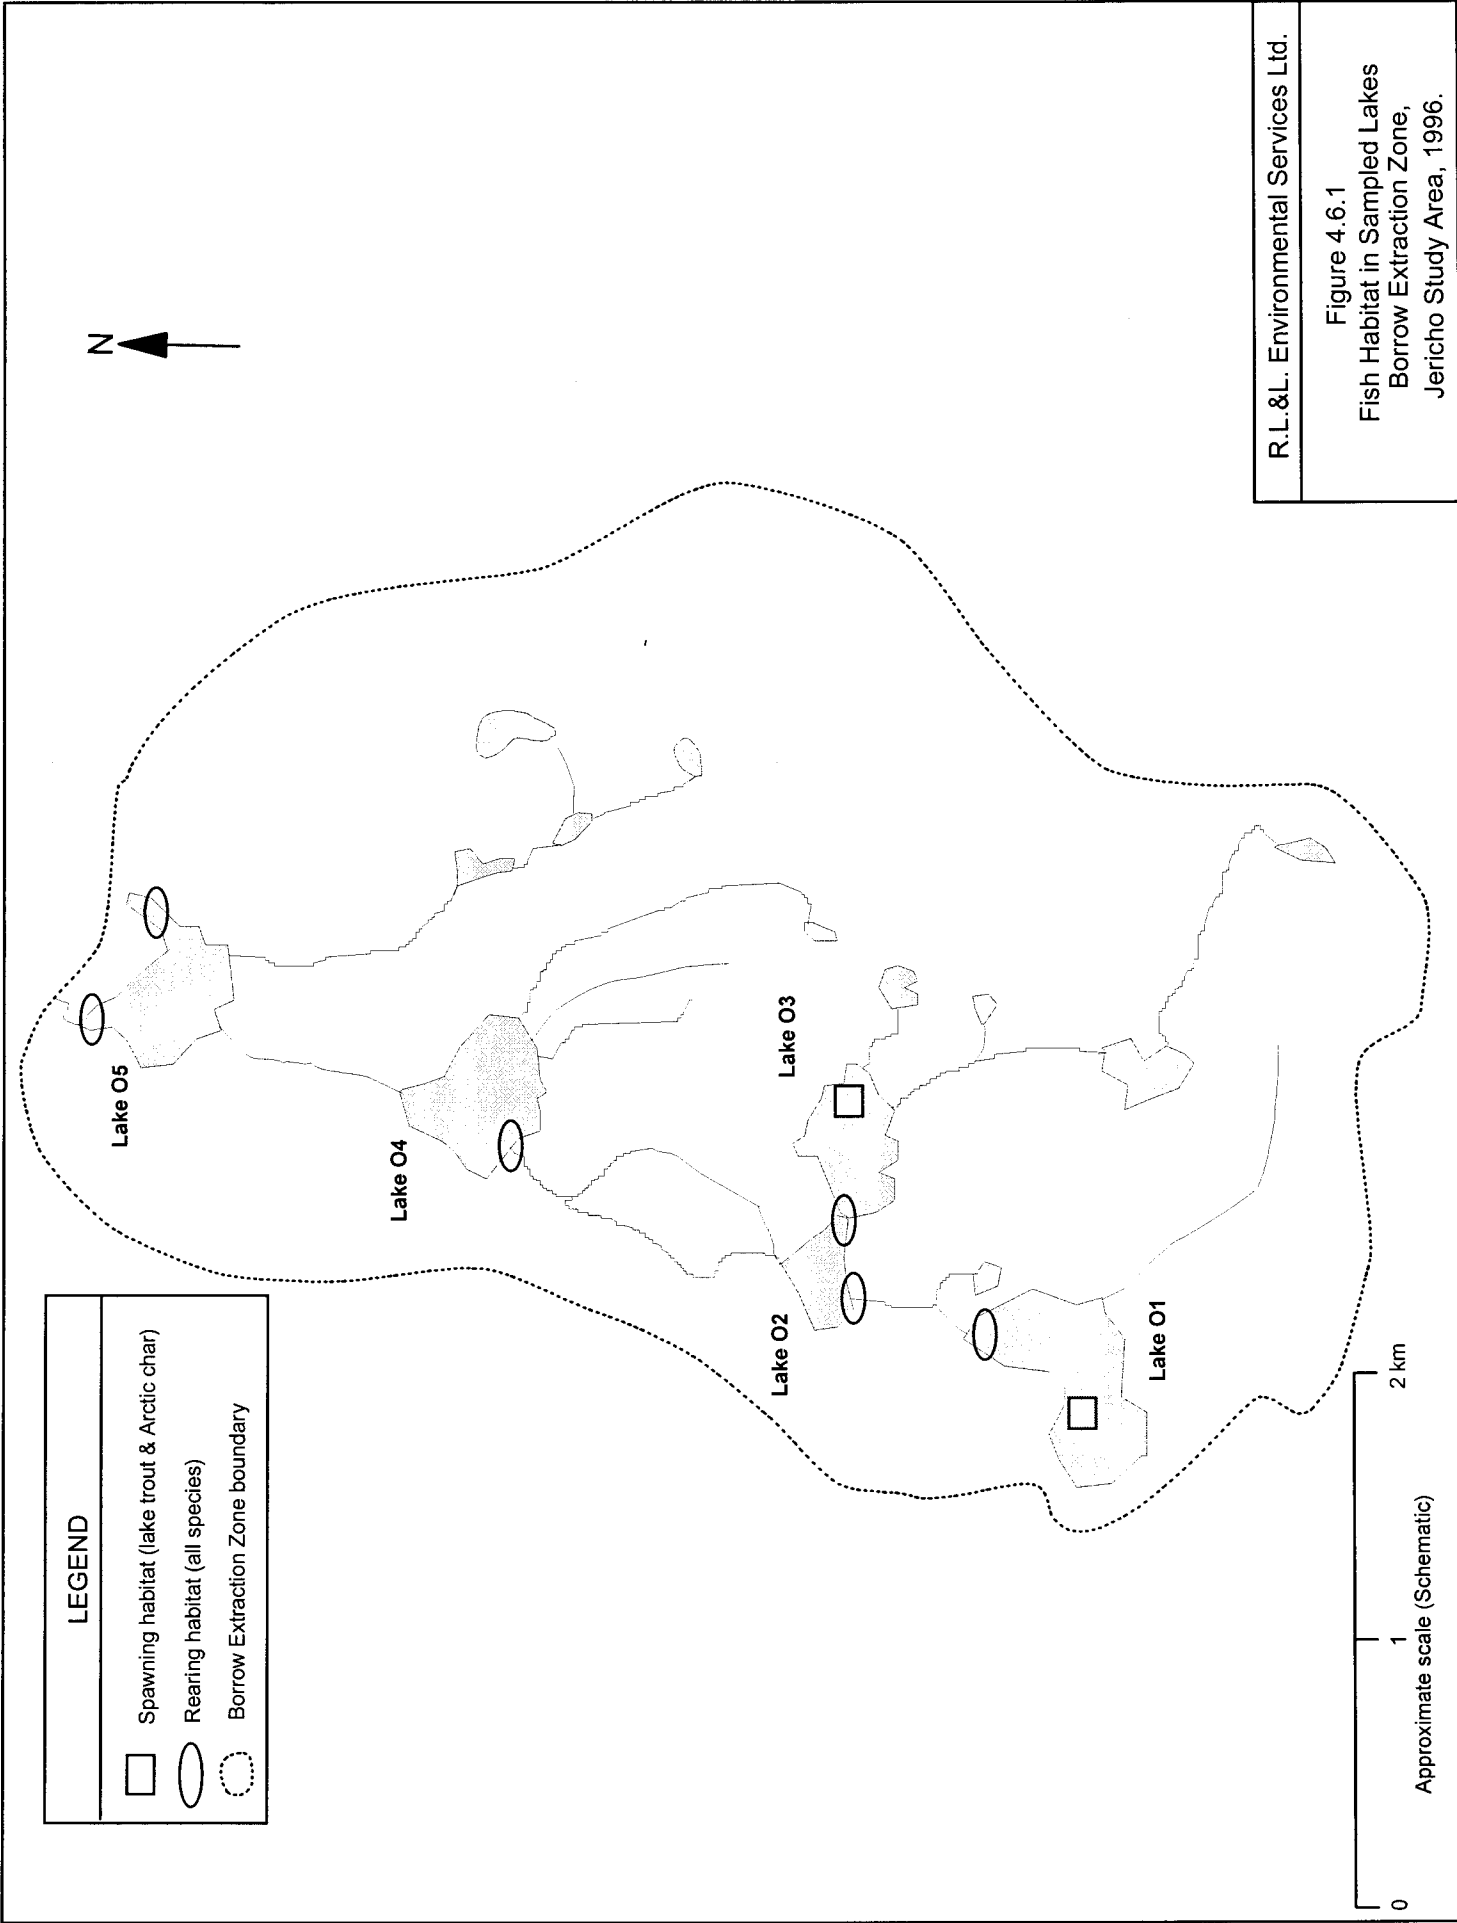 LEGEND
Spawning habitat (lake trout & Arctic char)
Rearing habitat (all species)
Borrow Extraction Zone boundary
N
Lake O5
Lake O4
Lake O3
Lake O2
Lake O1
0 1 2 km
Approximate scale (Schematic)
R.L.&L. Environmental Services Ltd.
Figure 4.6.1
Fish Habitat in Sampled Lakes
Borrow Extraction Zone,
Jericho Study Area, 1996.